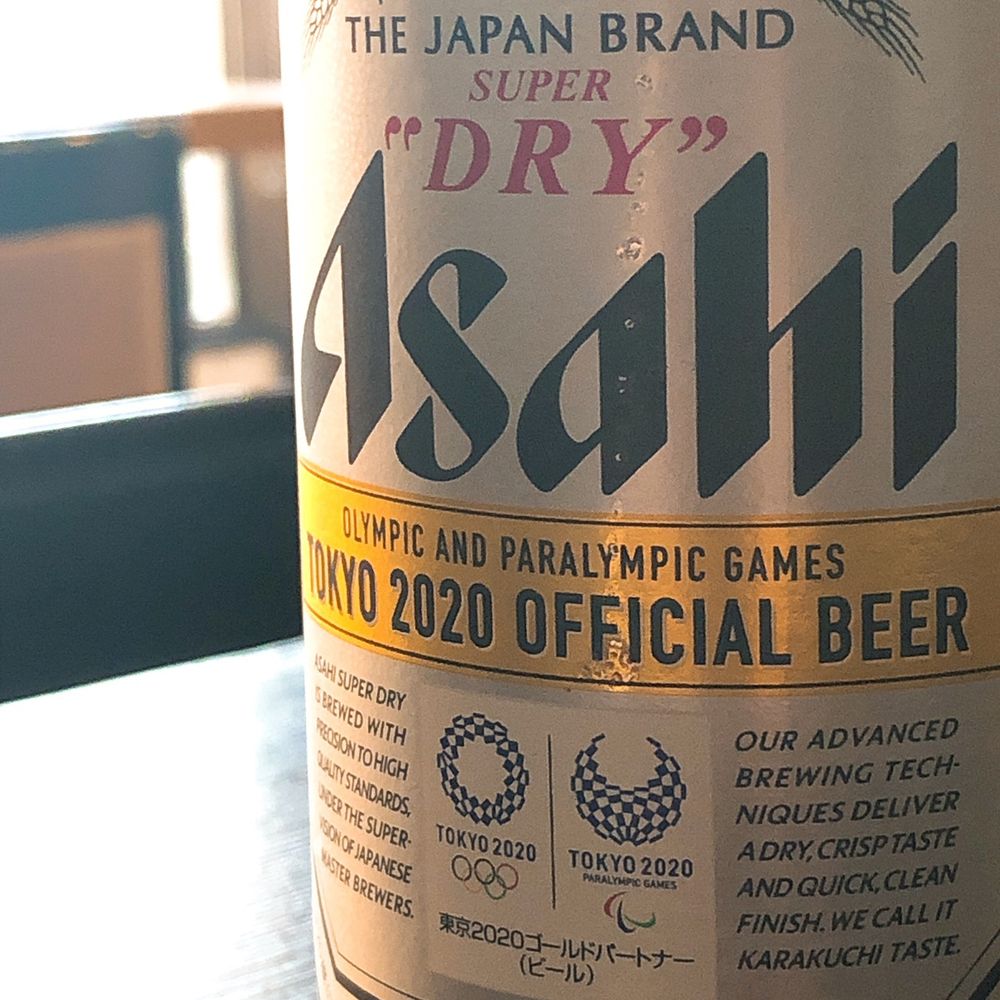 THE JAPAN BRAND
SUPER
"DRY"
Asahi
OLYMPIC AND PARALYMPIC GAMES
TOKYO 2020 OFFICIAL BEER
ASAHI SUPER DRY
IS BREWED WITH
PRECISION TO HIGH
QUALITY STANDARDS,
UNDER THE SUPER-
VISION OF JAPANESE
MASTER BREWERS.
TOKYO 2020
TOKYO 2020
PARALYMPIC GAMES
東京2020ゴールドパートナー
(ビール)
OUR ADVANCED
BREWING TECH-
NIQUES DELIVER
A DRY, CRISP TASTE
AND QUICK, CLEAN
FINISH. WE CALL IT
KARAKUCHI TASTE.